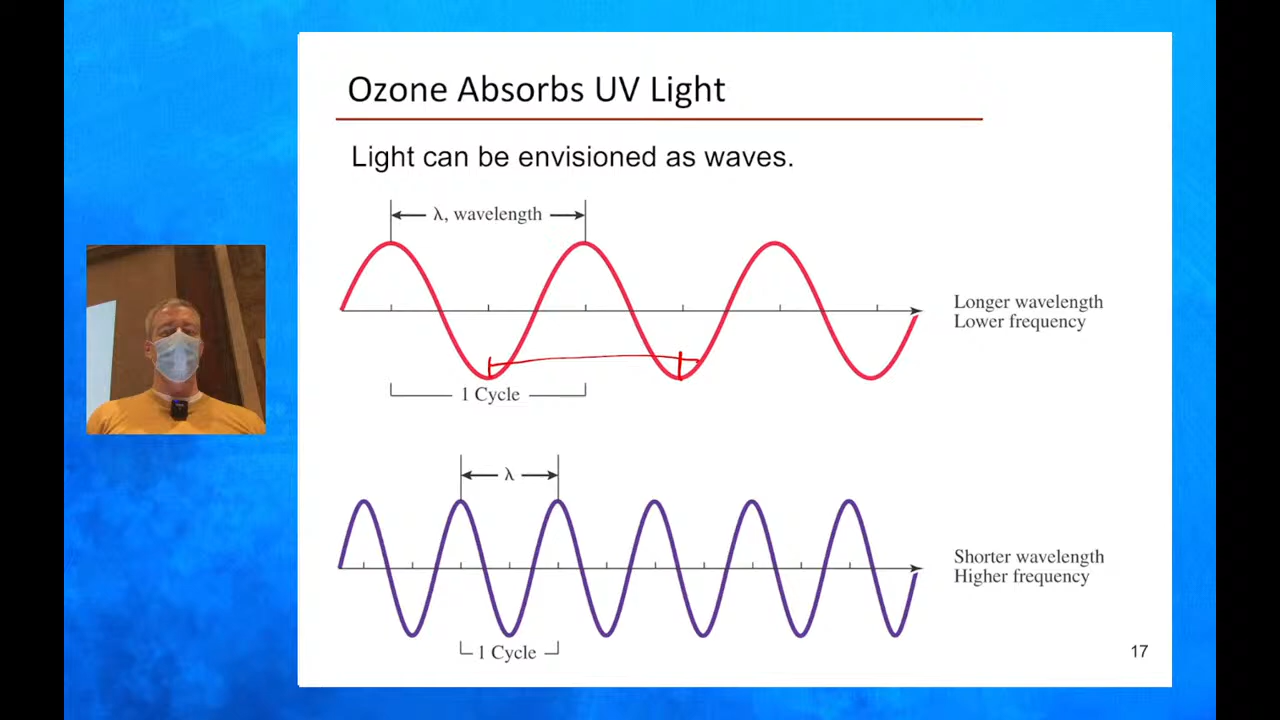 Ozone Absorbs UV Light
Light can be envisioned as waves.
λ, wavelength
Longer wavelength
Lower frequency
1 Cycle
λ
Shorter wavelength
Higher frequency
1 Cycle
17